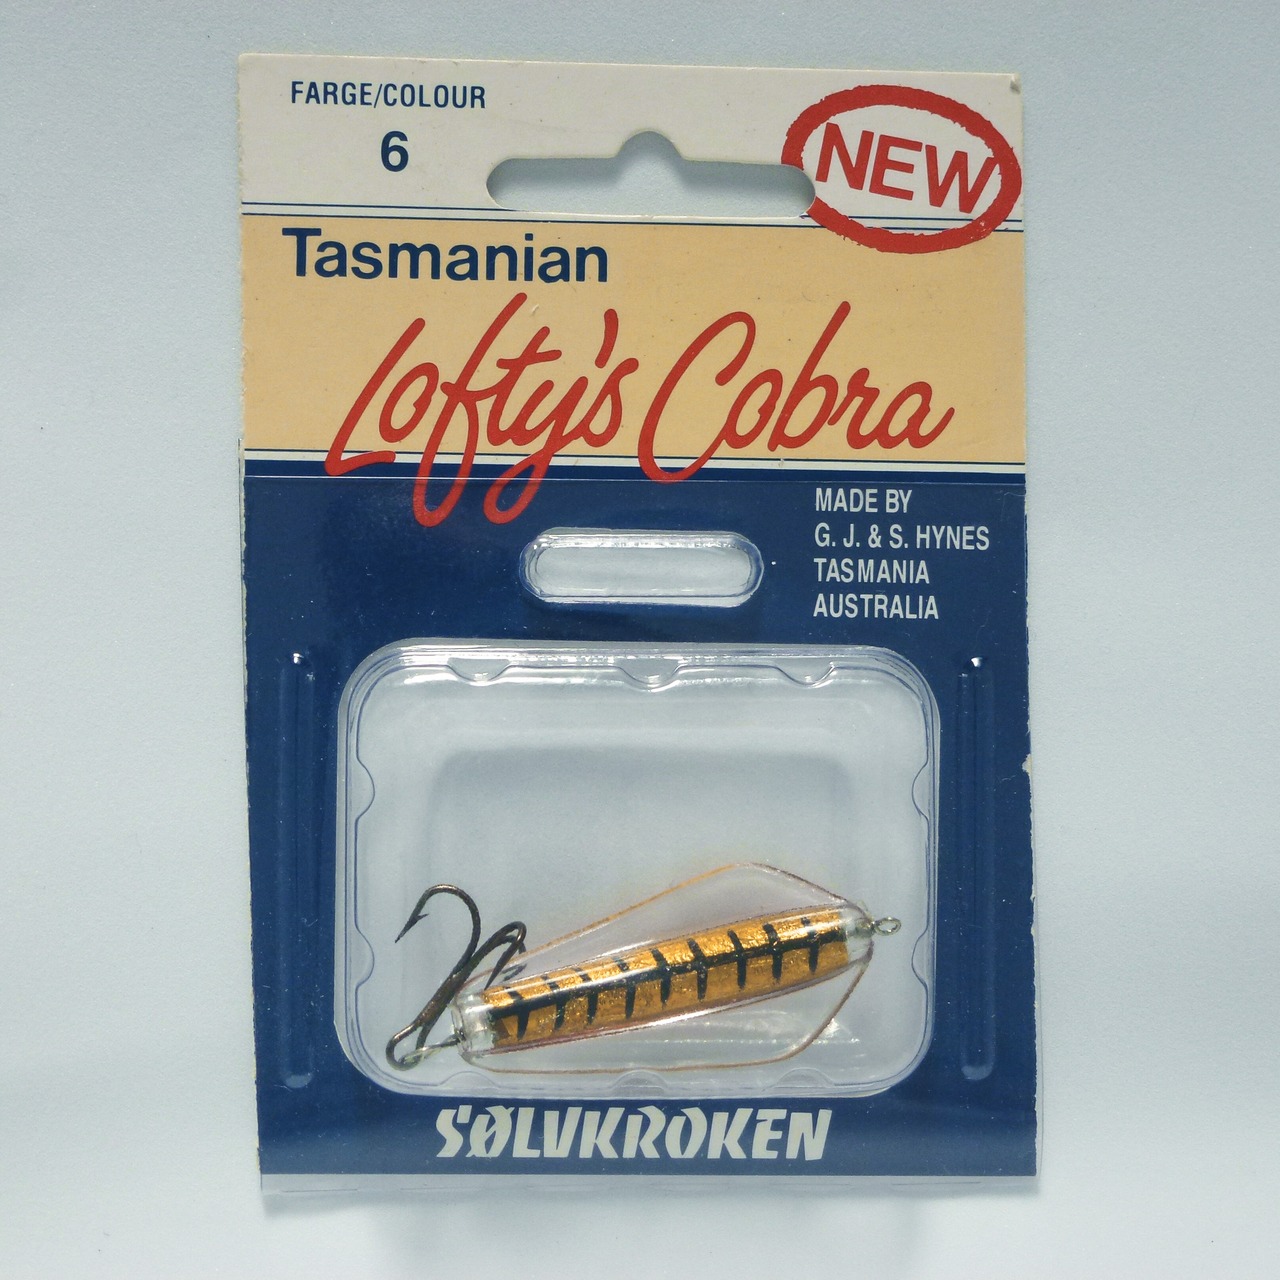 FARGE/COLOUR
6
NEW
Tasmanian
Lofty's Cobra
MADE BY
G. J. & S. HYNES
TASMANIA
AUSTRALIA
SØLVKROKEN